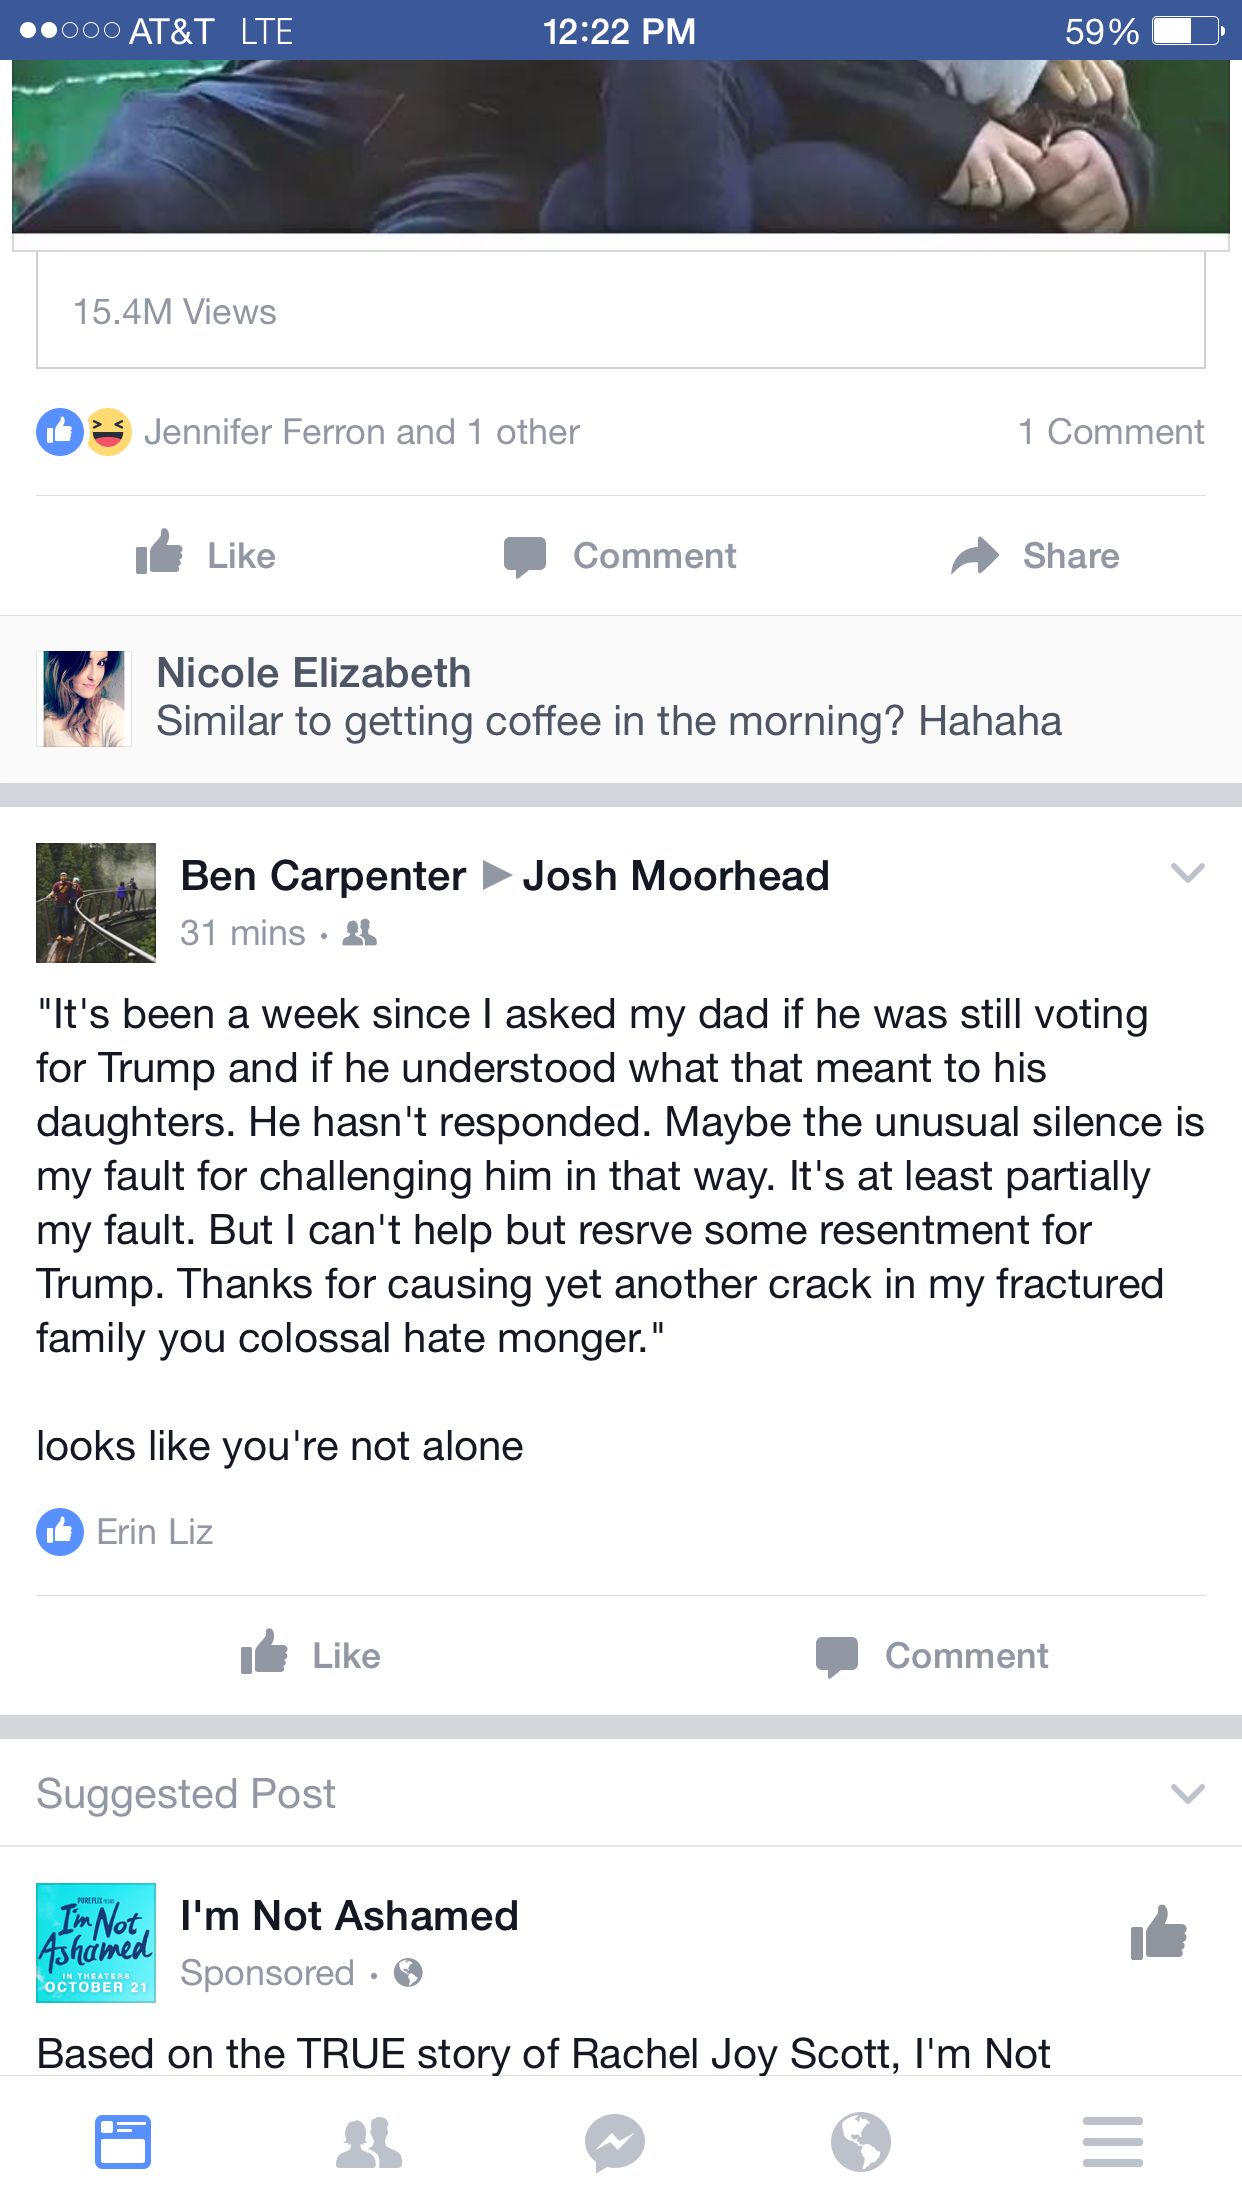 AT&T LTE 12:22 PM 59%
15.4M Views
Jennifer Ferron and 1 other 1 Comment
Like Comment Share
Nicole Elizabeth
Similar to getting coffee in the morning? Hahaha
Ben Carpenter ▶ Josh Moorhead
31 mins ·
"It's been a week since I asked my dad if he was still voting
for Trump and if he understood what that meant to his
daughters. He hasn't responded. Maybe the unusual silence is
my fault for challenging him in that way. It's at least partially
my fault. But I can't help but resrve some resentment for
Trump. Thanks for causing yet another crack in my fractured
family you colossal hate monger."
looks like you're not alone
Erin Liz
Like Comment
Suggested Post
PUREFLIX
I'm Not
Ashamed
IN THEATERS
OCTOBER 21
I'm Not Ashamed
Sponsored ·
Based on the TRUE story of Rachel Joy Scott, I'm Not